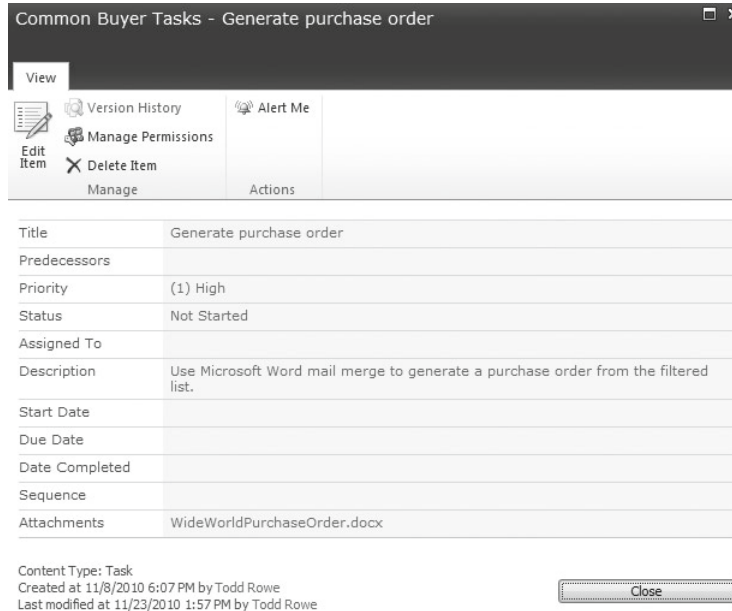 Common Buyer Tasks - Generate purchase order
View
Version History
Alert Me
Manage Permissions
Edit
Item
Delete Item
Manage
Actions
Title Generate purchase order
Predecessors
Priority (1) High
Status Not Started
Assigned To
Description Use Microsoft Word mail merge to generate a purchase order from the filtered
list.
Start Date
Due Date
Date Completed
Sequence
Attachments WideWorldPurchaseOrder.docx
Content Type: Task
Created at 11/8/2010 6:07 PM by Todd Rowe
Last modified at 11/23/2010 1:57 PM by Todd Rowe
Close